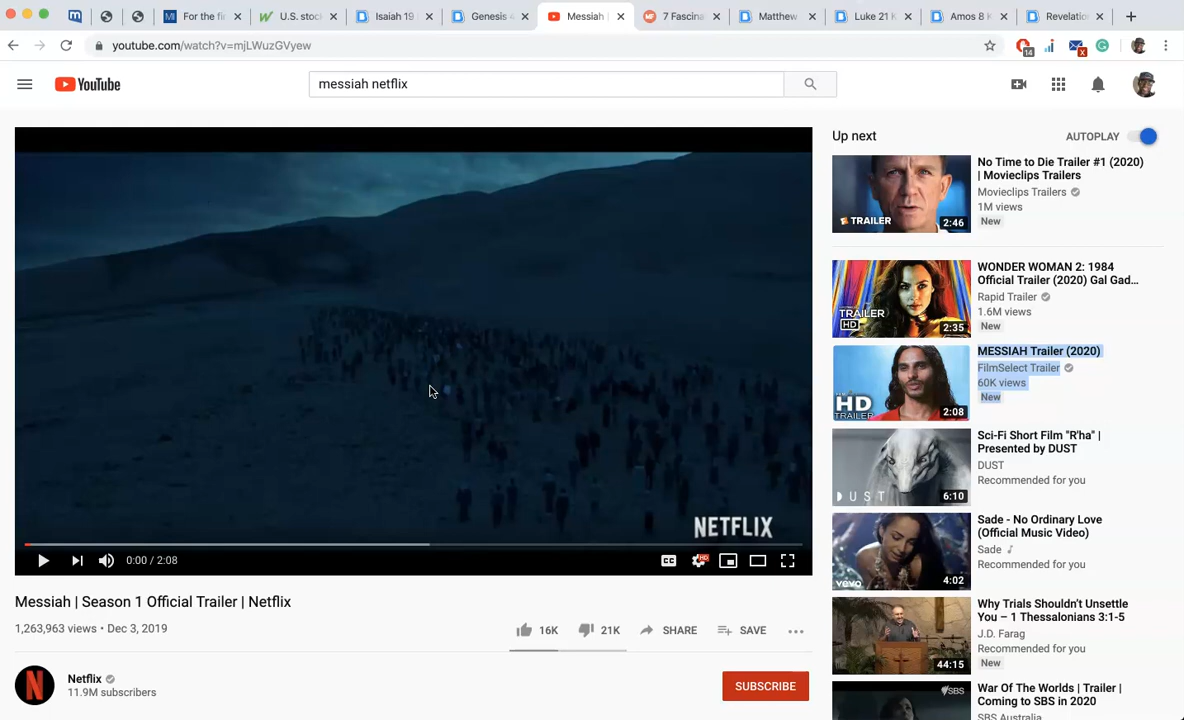 For the fi
U.S. stoc
Isaiah 19
Genesis 4
Messiah
7 Fascina
Matthew
Luke 21 K
Amos 8 K
Revelatio
youtube.com/watch?v=mjLWuzGVyew
14
X
YouTube
messiah netflix
NETFLIX
0:00 / 2:08
CC
HD
Messiah | Season 1 Official Trailer | Netflix
1,263,963 views • Dec 3, 2019
16K
21K
SHARE
SAVE
Netflix
11.9M subscribers
SUBSCRIBE
Up next
AUTOPLAY
TRAILER
2:46
No Time to Die Trailer #1 (2020)
| Movieclips Trailers
Movieclips Trailers
1M views
New
TRAILER
HD
2:35
WONDER WOMAN 2: 1984
Official Trailer (2020) Gal Gad...
Rapid Trailer
1.6M views
New
HD
TRAILER
2:08
MESSIAH Trailer (2020)
FilmSelect Trailer
60K views
New
DUST
6:10
Sci-Fi Short Film "R'ha" |
Presented by DUST
DUST
Recommended for you
vevo
4:02
Sade - No Ordinary Love
(Official Music Video)
Sade
Recommended for you
44:15
Why Trials Shouldn't Unsettle
You – 1 Thessalonians 3:1-5
J.D. Farag
Recommended for you
New
SBS
War Of The Worlds | Trailer |
Coming to SBS in 2020
SBS Australia